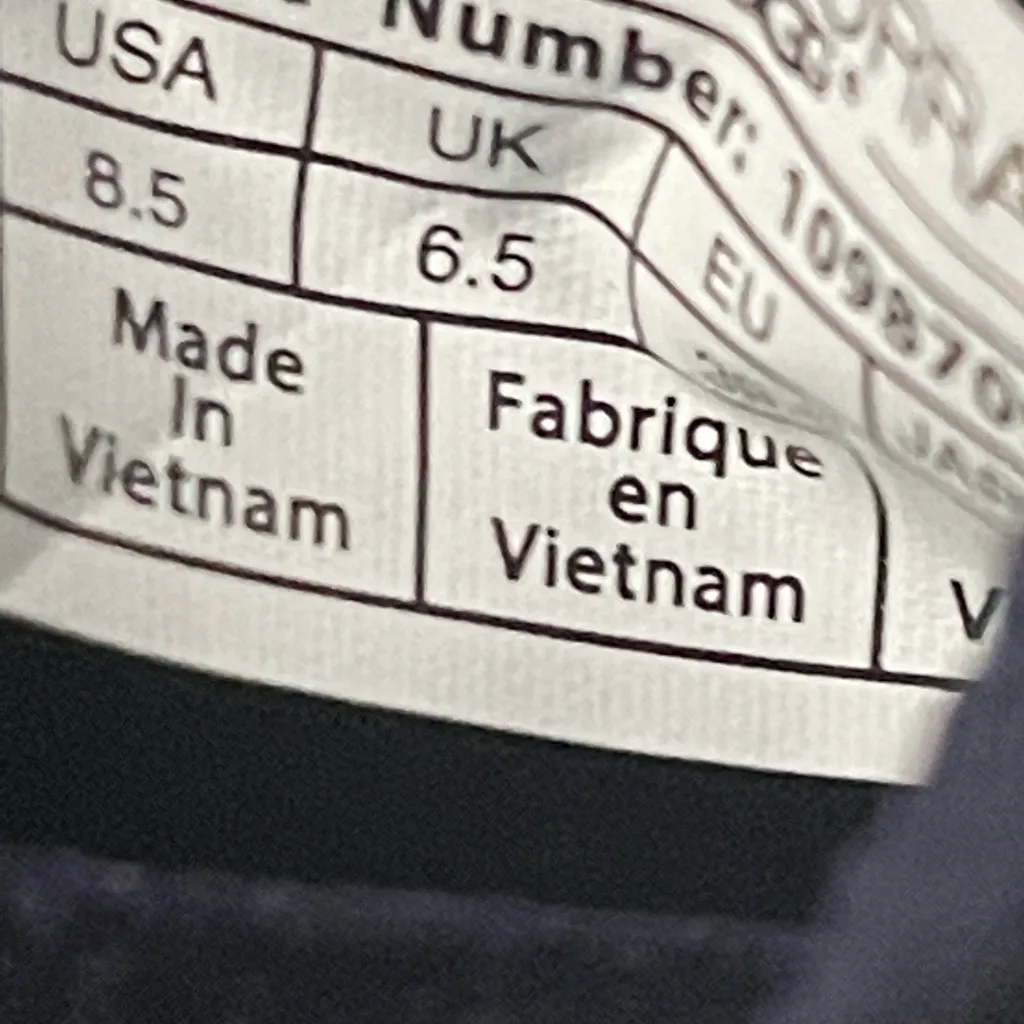 Number: 109870
USA UK EU
8.5 6.5
Made
In
Vietnam
Fabrique
en
Vietnam